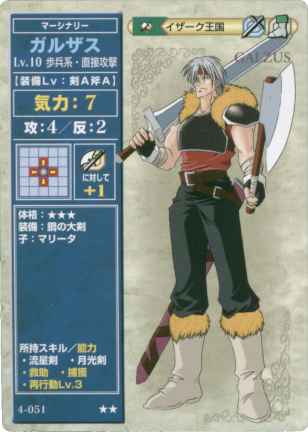 マーシナリー
ガルザス
Lv.10 歩兵系・直接攻撃
【装備Lv：剣A斧A】
気力：7
攻：4／反：2
に対して
+1
体格：★★★
装備：鋼の大剣
子：マリータ
所持スキル／能力
・流星剣 ・月光剣
・救助 ・捕獲
・再行動Lv.3
4-051 ★★
イザーク王国
GALZUS